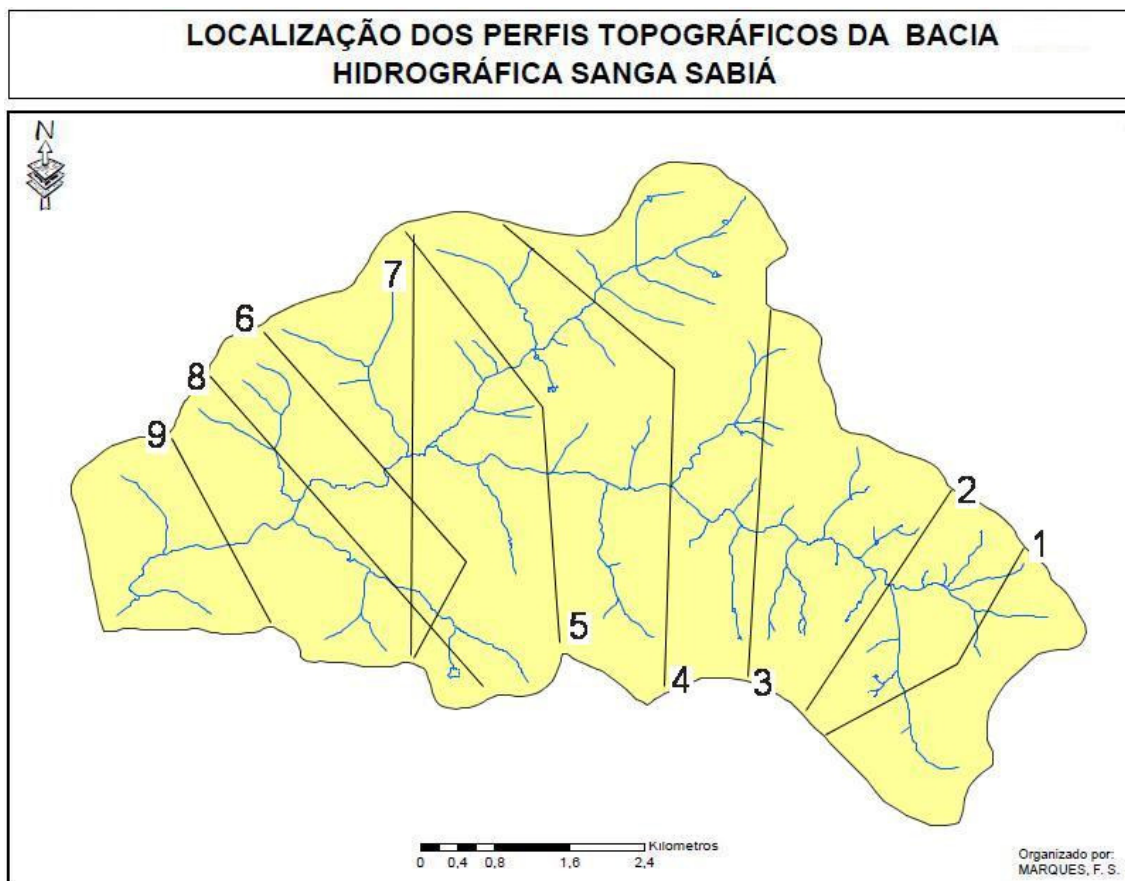 LOCALIZAÇÃO DOS PERFIS TOPOGRÁFICOS DA BACIA
HIDROGRÁFICA SANGA SABIÁ
N
7
6
8
9
2
1
5
4
3
Kilometros
0 0,4 0,8 1,6 2,4
Organizado por:
MARQUES, F. S.